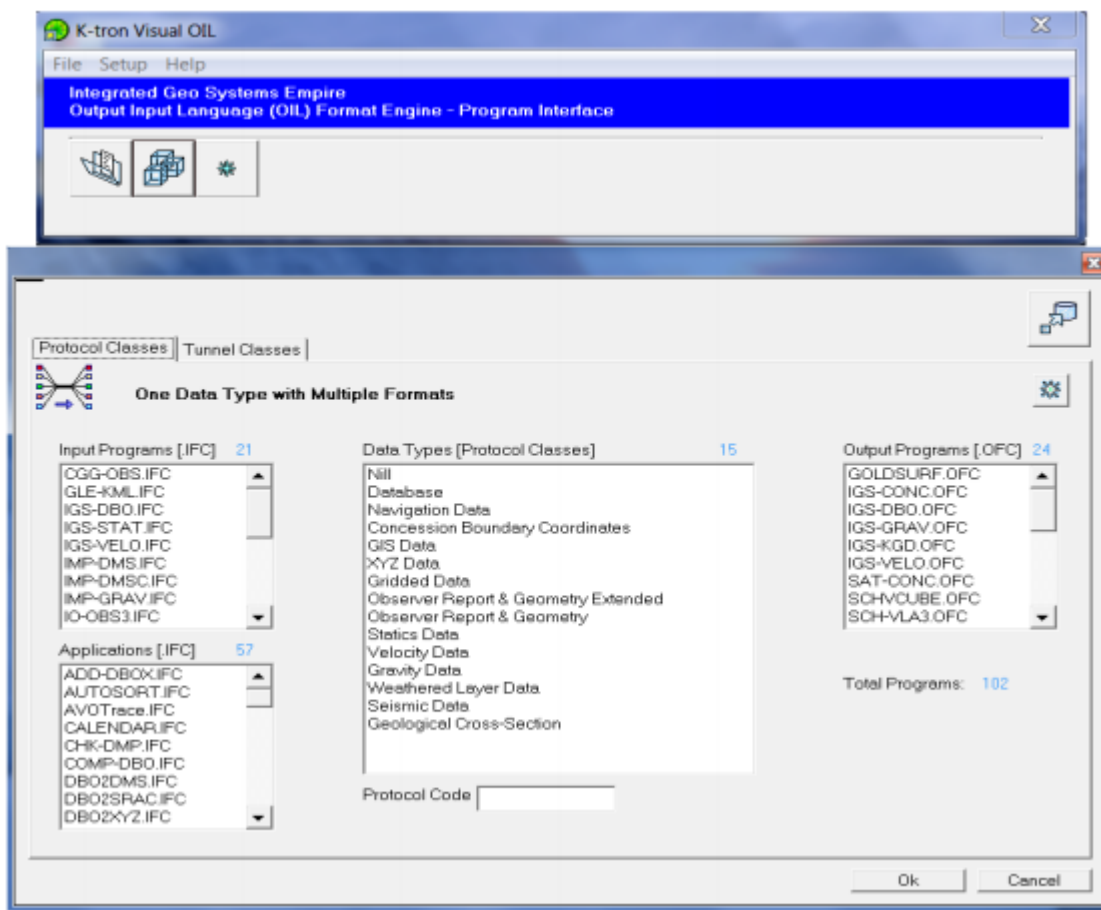 K-tron Visual OIL
File Setup Help
Integrated Geo Systems Empire
Output Input Language (OIL) Format Engine - Program Interface
Protocol Classes Tunnel Classes
One Data Type with Multiple Formats
Input Programs [.IFC] 21
CGG-OBS.IFC
GLE-KML.IFC
IGS-DBO.IFC
IGS-STAT.IFC
IGS-VELO.IFC
IMP-DMS.IFC
IMP-DMSC.IFC
IMP-GRAV.IFC
IO-OBS3.IFC
Applications [.IFC] 57
ADD-DBOX.IFC
AUTOSORT.IFC
AVOTrace.IFC
CALENDAR.IFC
CHK-DMP.IFC
COMP-DBO.IFC
DBO2DMS.IFC
DBO2SRAC.IFC
DBO2XYZ.IFC
Data Types [Protocol Classes] 15
Nill
Database
Navigation Data
Concession Boundary Coordinates
GIS Data
XYZ Data
Gridded Data
Observer Report & Geometry Extended
Observer Report & Geometry
Statics Data
Velocity Data
Gravity Data
Weathered Layer Data
Seismic Data
Geological Cross-Section
Protocol Code
Output Programs [.OFC] 24
GOLDSURF.OFC
IGS-CONC.OFC
IGS-DBO.OFC
IGS-GRAV.OFC
IGS-KGD.OFC
IGS-VELO.OFC
SAT-CONC.OFC
SCHVCUBE.OFC
SCH-VLA3.OFC
Total Programs: 102
Ok Cancel